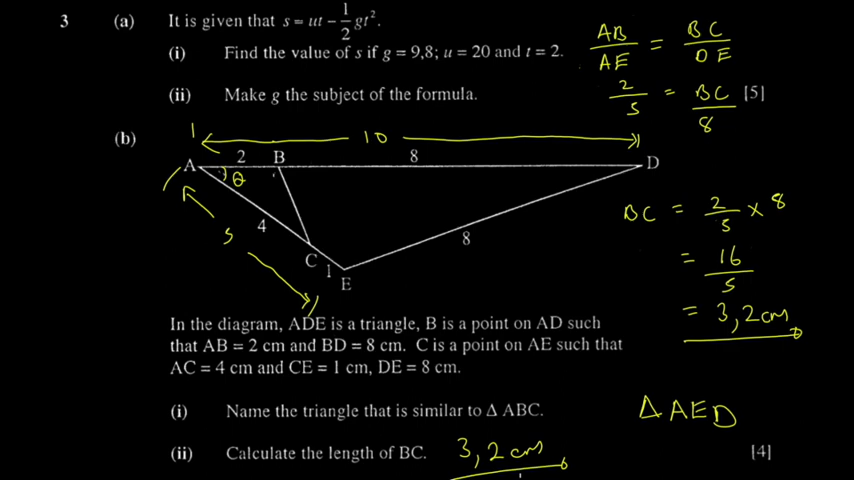 3 (a) It is given that s = ut − 1/2 gt².
(i) Find the value of s if g = 9,8; u = 20 and t = 2.
(ii) Make g the subject of the formula. [5]
AB/AE = BC/DE
2/5 = BC/8
(b)
1 10
A 2 B 8 D
θ
4
5
8
C 1
E
BC = 2/5 × 8
= 16/5
= 3,2 cm
In the diagram, ADE is a triangle, B is a point on AD such
that AB = 2 cm and BD = 8 cm. C is a point on AE such that
AC = 4 cm and CE = 1 cm, DE = 8 cm.
(i) Name the triangle that is similar to Δ ABC. Δ AED
(ii) Calculate the length of BC. 3,2 cm [4]